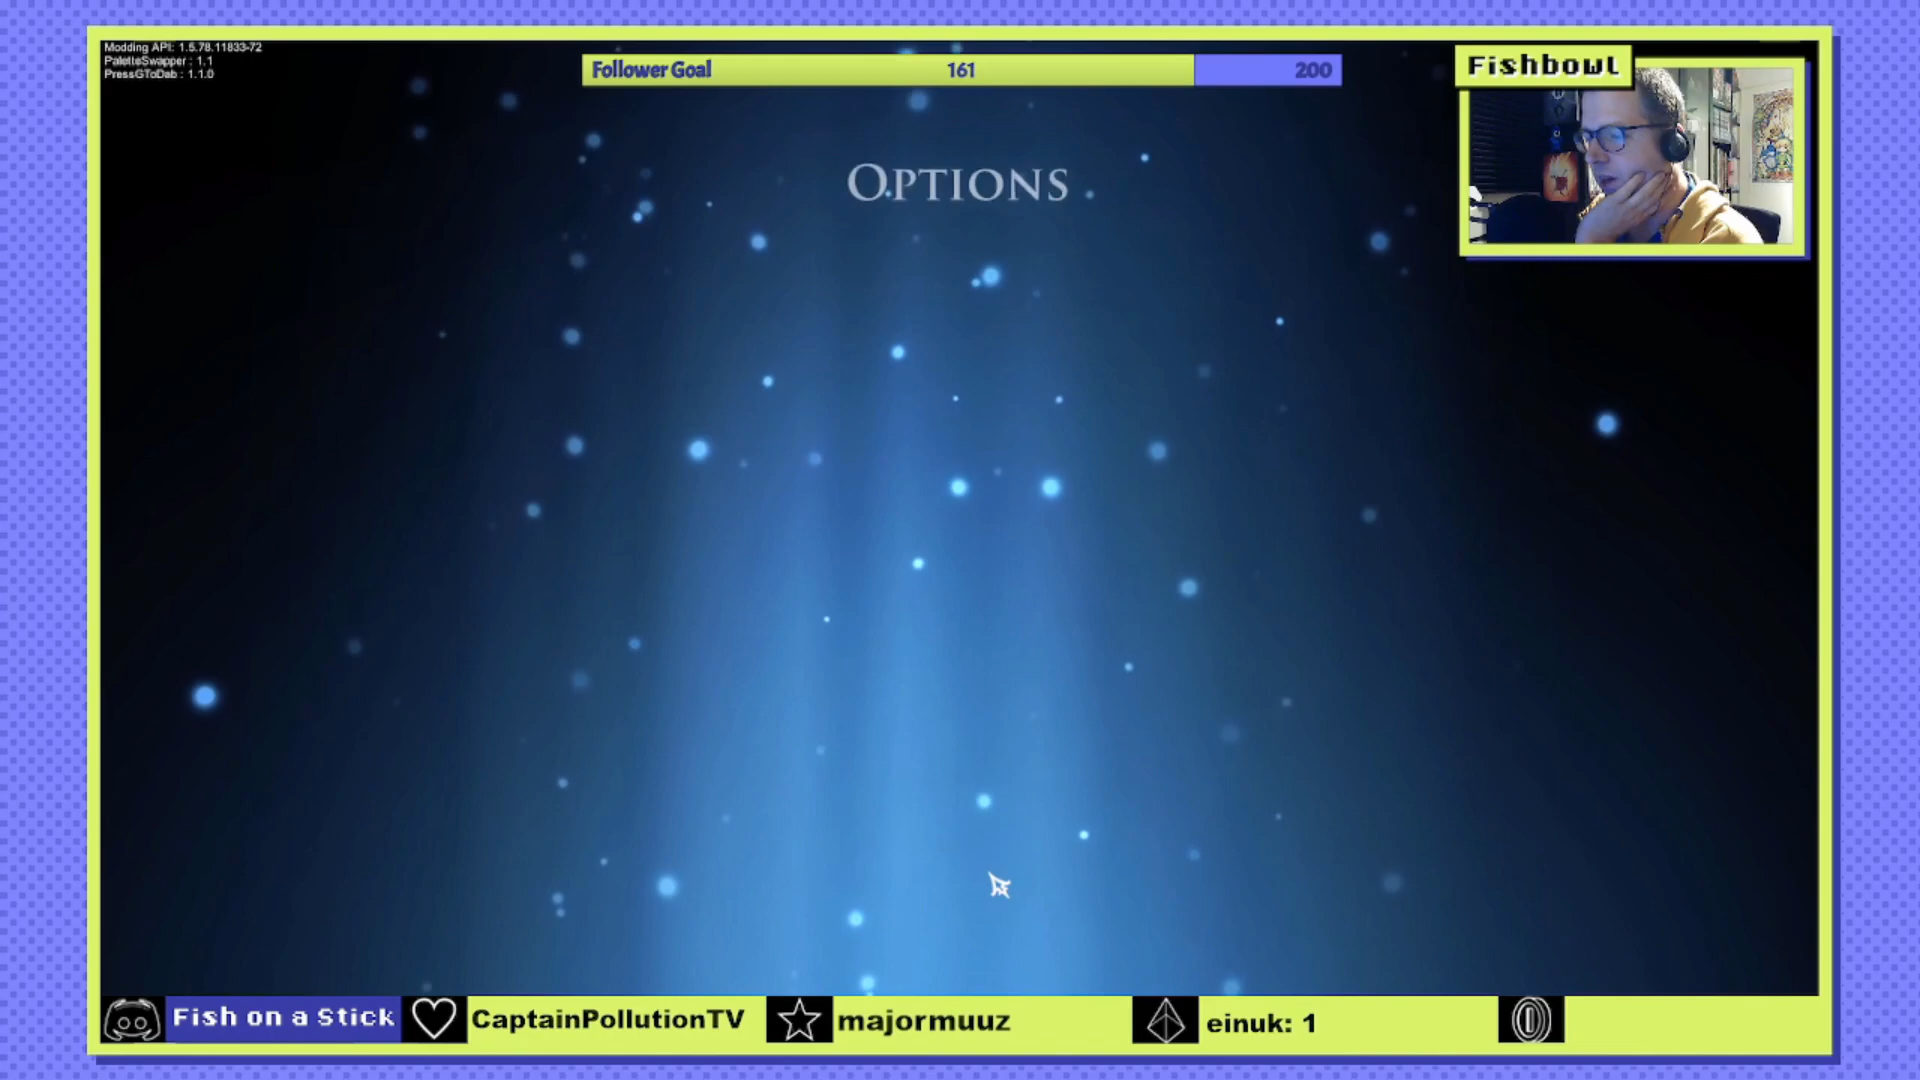 Modding API: 1.5.78.11833-72
PaletteSwapper : 1.1
PressGToDab : 1.1.0
Follower Goal 161 200
Fishbowl
OPTIONS
Fish on a Stick CaptainPollutionTV majormuuz einuk: 1